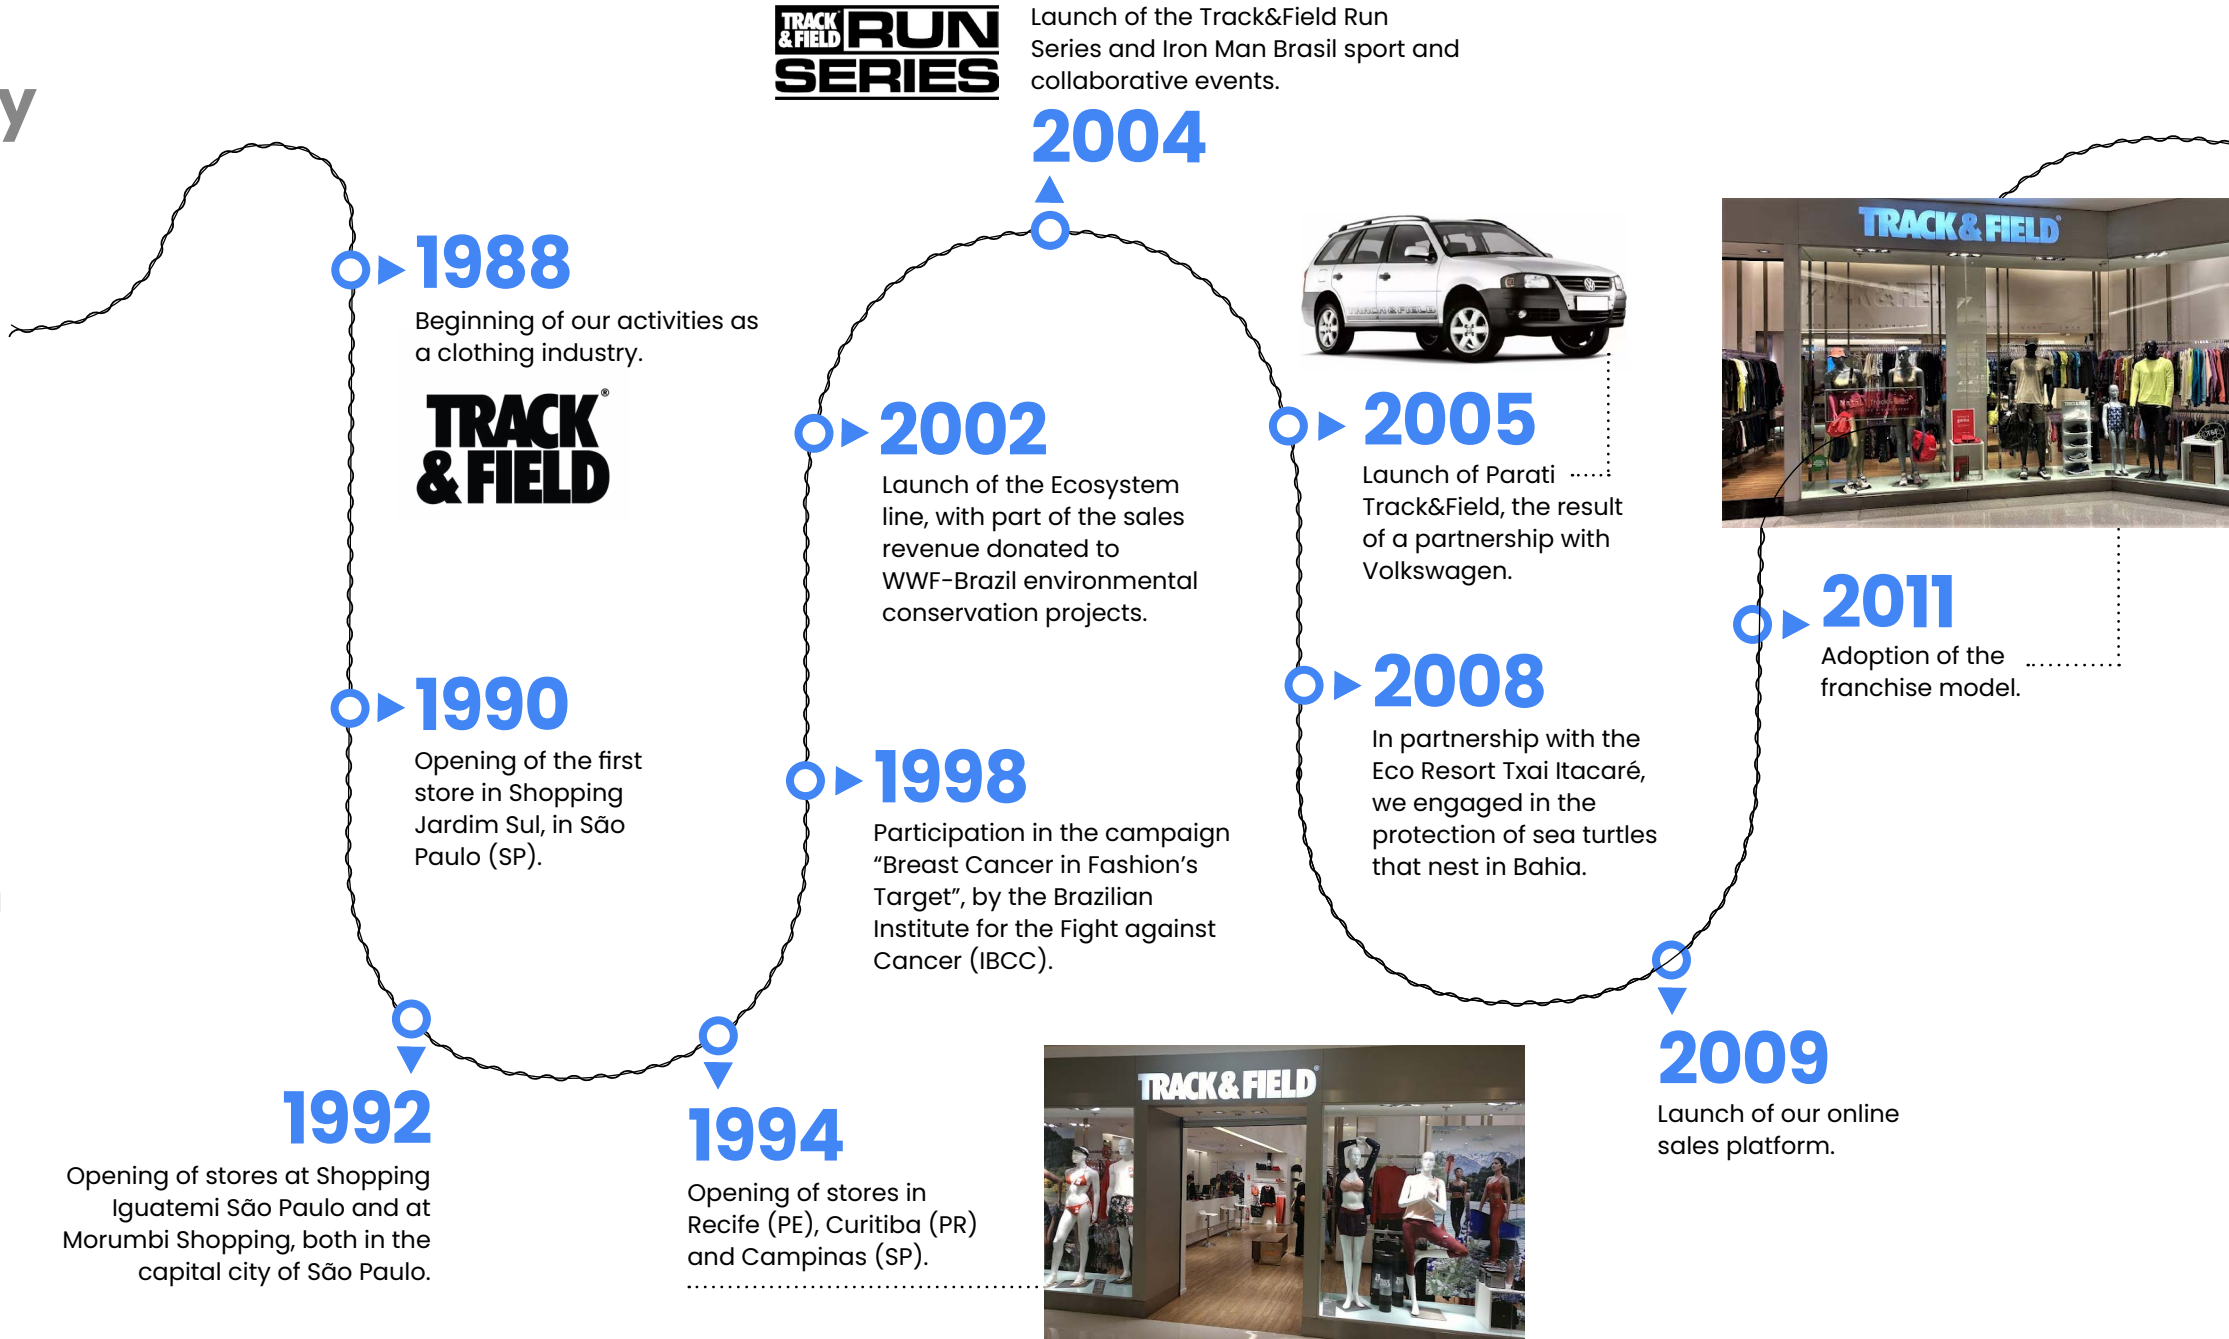 y
1988
Beginning of our activities as
a clothing industry.
TRACK
& FIELD®
1990
Opening of the first
store in Shopping
Jardim Sul, in São
Paulo (SP).
1992
Opening of stores at Shopping
Iguatemi São Paulo and at
Morumbi Shopping, both in the
capital city of São Paulo.
1994
Opening of stores in
Recife (PE), Curitiba (PR)
and Campinas (SP).
TRACK & FIELD
1998
Participation in the campaign
“Breast Cancer in Fashion’s
Target”, by the Brazilian
Institute for the Fight against
Cancer (IBCC).
2002
Launch of the Ecosystem
line, with part of the sales
revenue donated to
WWF-Brazil environmental
conservation projects.
TRACK & FIELD RUN
SERIES
Launch of the Track&Field Run
Series and Iron Man Brasil sport and
collaborative events.
2004
TRACK & FIELD
2005
Launch of Parati
Track&Field, the result
of a partnership with
Volkswagen.
2008
In partnership with the
Eco Resort Txai Itacaré,
we engaged in the
protection of sea turtles
that nest in Bahia.
2009
Launch of our online
sales platform.
TRACK & FIELD
2011
Adoption of the
franchise model.